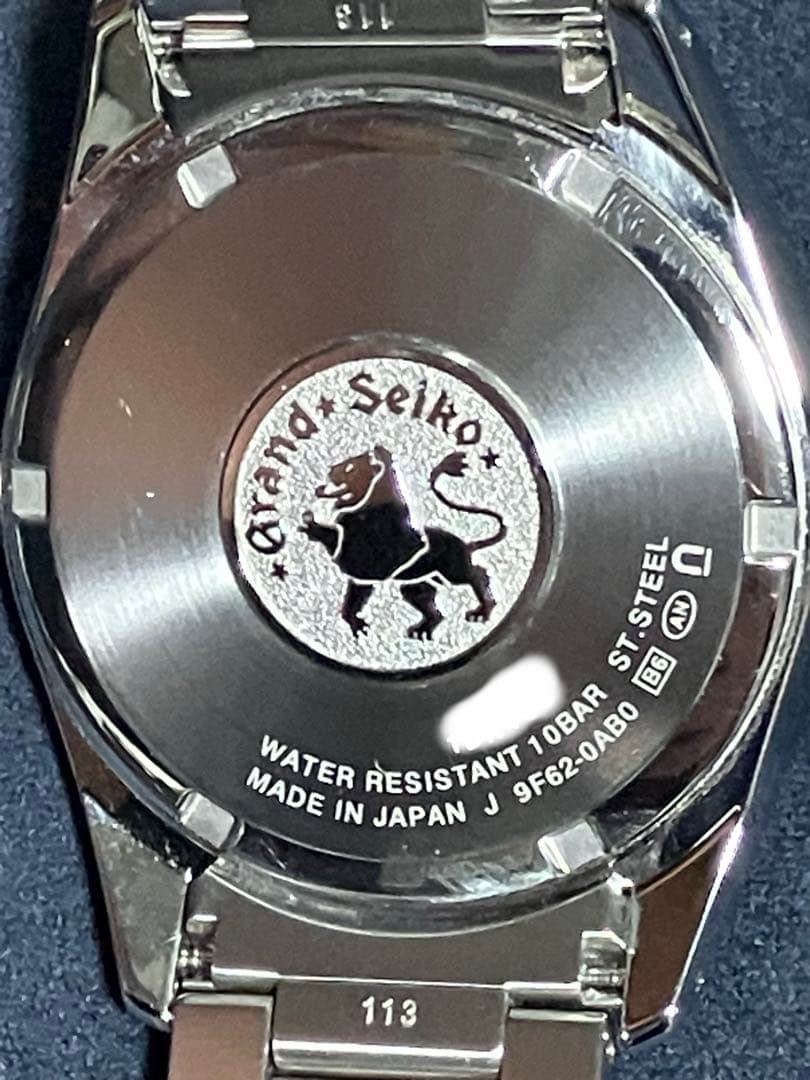 113
Grand Seiko
WATER RESISTANT 10BAR ST.STEEL
MADE IN JAPAN J 9F62-0AB0 B6 AN
113